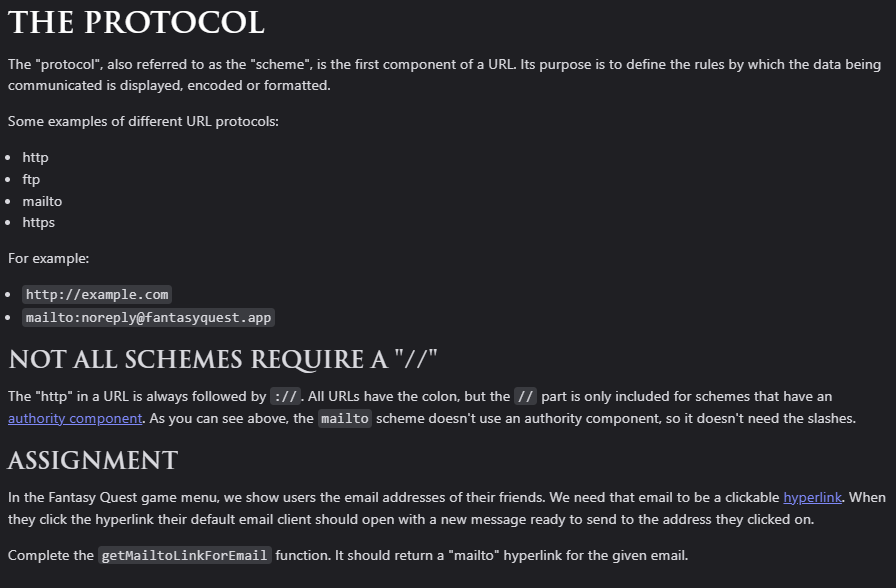 THE PROTOCOL
The "protocol", also referred to as the "scheme", is the first component of a URL. Its purpose is to define the rules by which the data being
communicated is displayed, encoded or formatted.
Some examples of different URL protocols:
• http
• ftp
• mailto
• https
For example:
• http://example.com
• mailto:noreply@fantasyquest.app
NOT ALL SCHEMES REQUIRE A "//"
The "http" in a URL is always followed by ://. All URLs have the colon, but the // part is only included for schemes that have an
authority component. As you can see above, the mailto scheme doesn't use an authority component, so it doesn't need the slashes.
ASSIGNMENT
In the Fantasy Quest game menu, we show users the email addresses of their friends. We need that email to be a clickable hyperlink. When
they click the hyperlink their default email client should open with a new message ready to send to the address they clicked on.
Complete the getMailtoLinkForEmail function. It should return a "mailto" hyperlink for the given email.